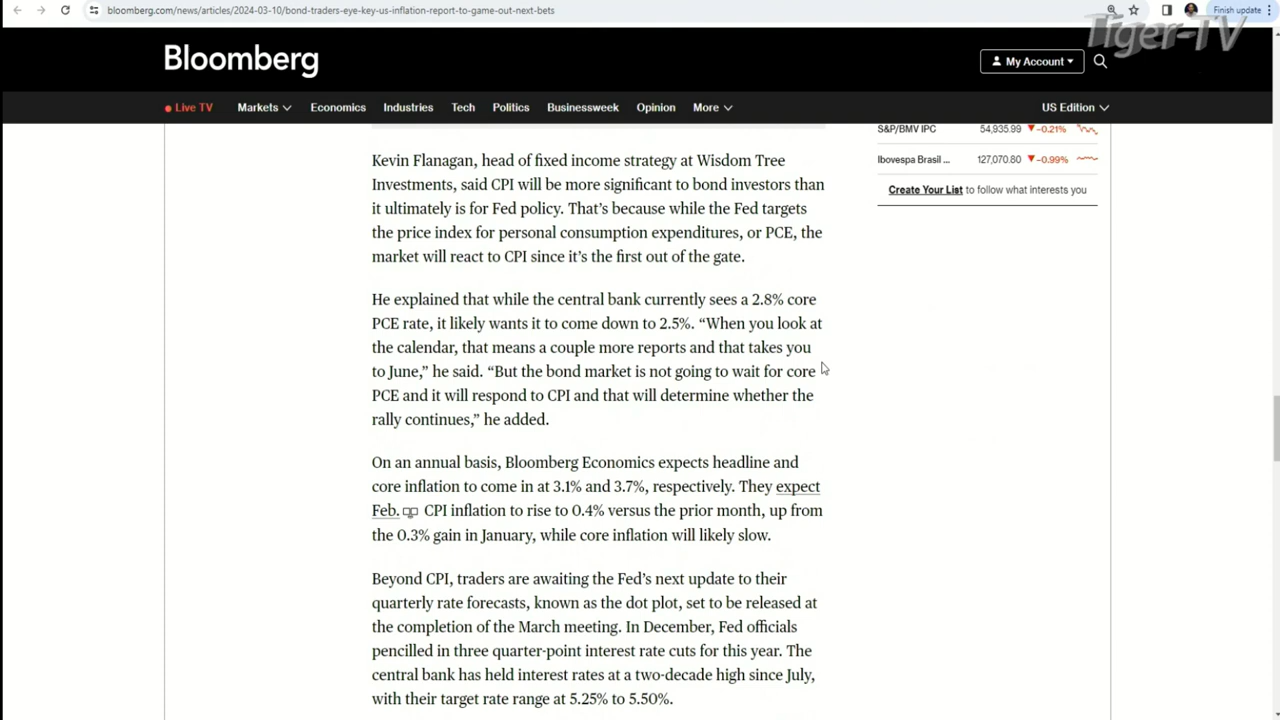 bloomberg.com/news/articles/2024-03-10/bond-traders-eye-key-us-inflation-report-to-game-out-next-bets
Finish update
Tiger-TV
Bloomberg
My Account
Live TV
Markets
Economics
Industries
Tech
Politics
Businessweek
Opinion
More
US Edition
S&P/BMV IPC 54,935.99 ▼-0.21%
Ibovespa Brasil ... 127,070.80 ▼-0.99%
Create Your List to follow what interests you
Kevin Flanagan, head of fixed income strategy at Wisdom Tree
Investments, said CPI will be more significant to bond investors than
it ultimately is for Fed policy. That’s because while the Fed targets
the price index for personal consumption expenditures, or PCE, the
market will react to CPI since it’s the first out of the gate.
He explained that while the central bank currently sees a 2.8% core
PCE rate, it likely wants it to come down to 2.5%. “When you look at
the calendar, that means a couple more reports and that takes you
to June,” he said. “But the bond market is not going to wait for core
PCE and it will respond to CPI and that will determine whether the
rally continues,” he added.
On an annual basis, Bloomberg Economics expects headline and
core inflation to come in at 3.1% and 3.7%, respectively. They expect
Feb. CPI inflation to rise to 0.4% versus the prior month, up from
the 0.3% gain in January, while core inflation will likely slow.
Beyond CPI, traders are awaiting the Fed’s next update to their
quarterly rate forecasts, known as the dot plot, set to be released at
the completion of the March meeting. In December, Fed officials
pencilled in three quarter-point interest rate cuts for this year. The
central bank has held interest rates at a two-decade high since July,
with their target rate range at 5.25% to 5.50%.